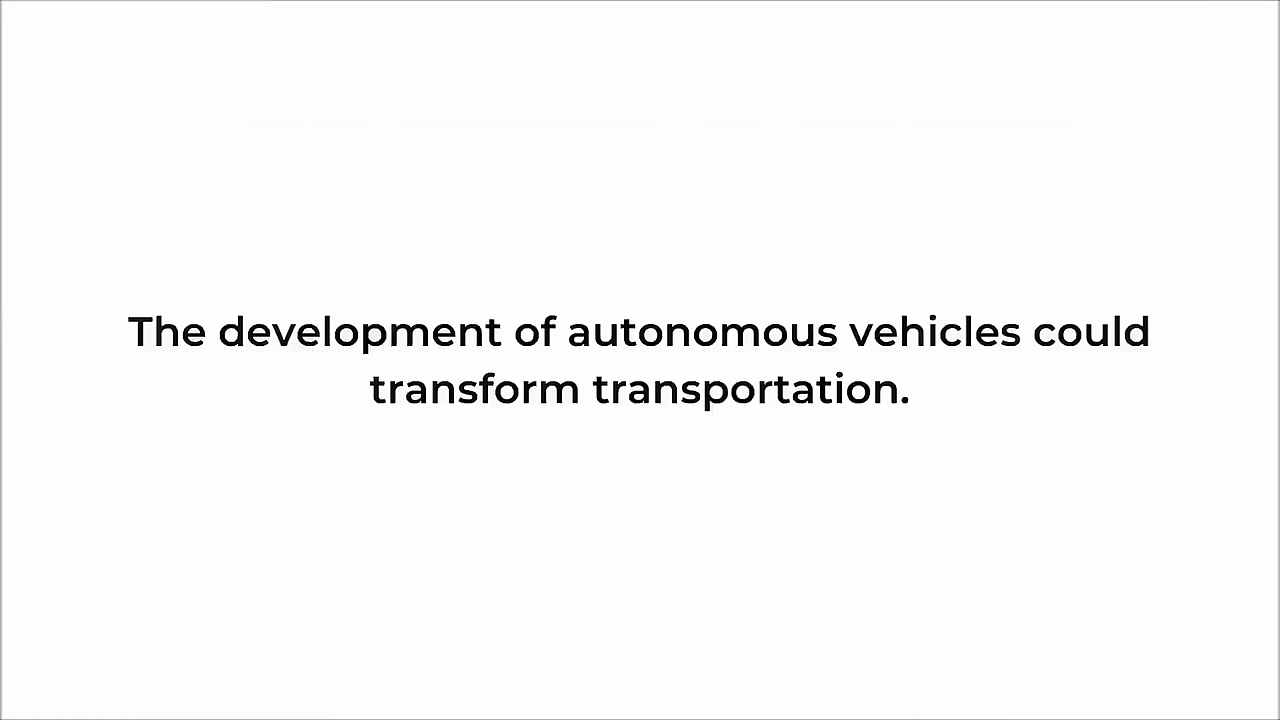 The development of autonomous vehicles could
transform transportation.